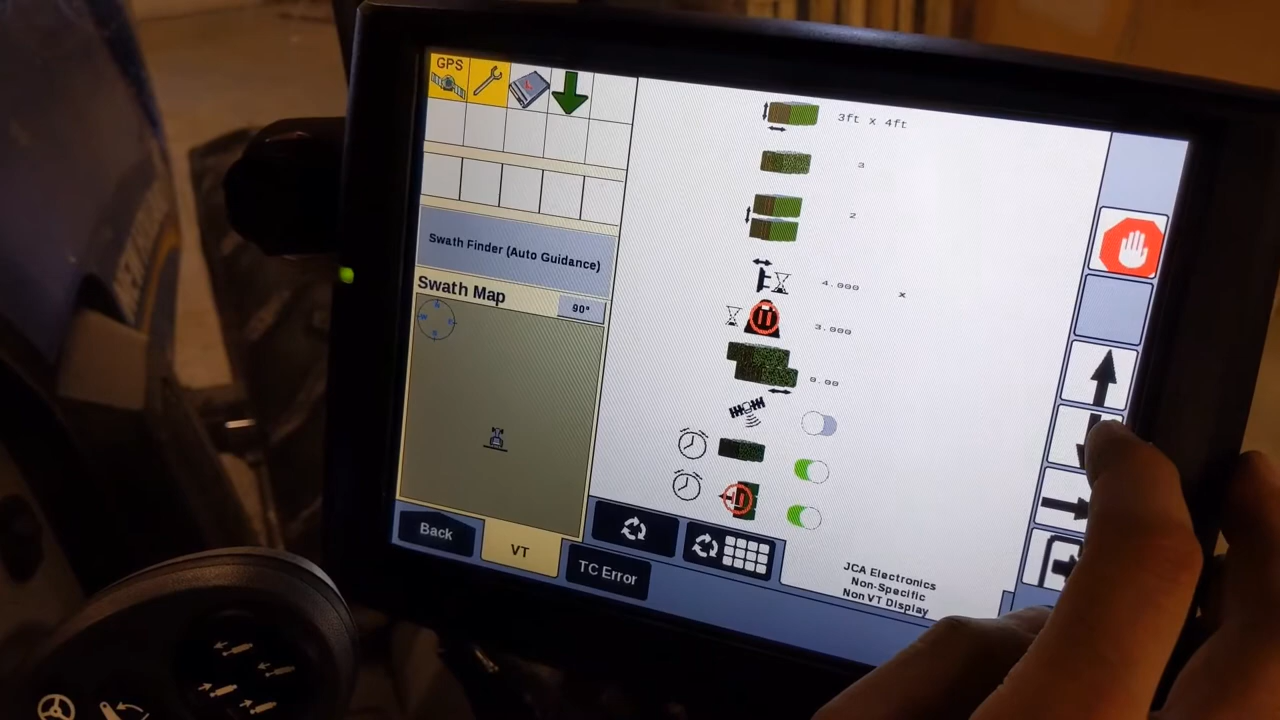 GPS
3ft x 4ft
3
2
Swath Finder (Auto Guidance)
4.000 x
Swath Map
90°
3.000
0.00
Back
VT
TC Error
JCA Electronics
Non-Specific
Non VT Display